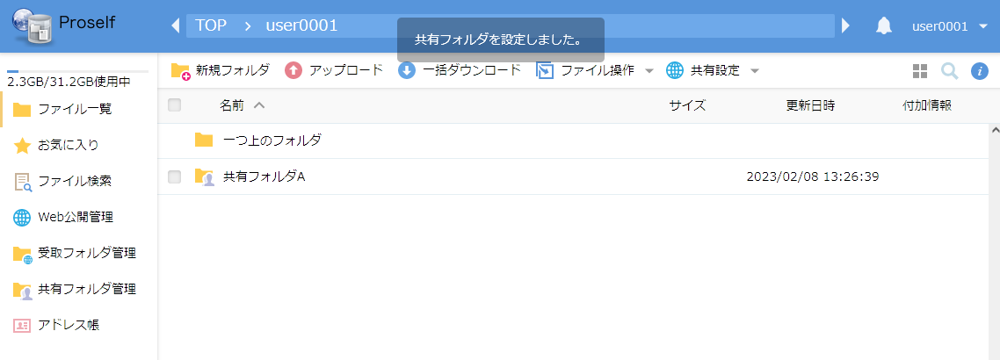 Proself
TOP > user0001
共有フォルダを設定しました。
user0001
2.3GB/31.2GB使用中
ファイル一覧
お気に入り
ファイル検索
Web公開管理
受取フォルダ管理
共有フォルダ管理
アドレス帳
新規フォルダ アップロード 一括ダウンロード ファイル操作 共有設定
名前 サイズ 更新日時 付加情報
一つ上のフォルダ
共有フォルダA 2023/02/08 13:26:39